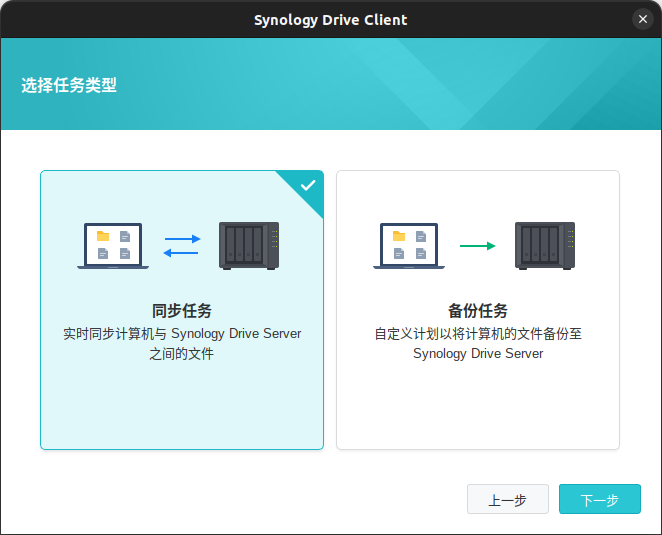 Synology Drive Client
选择任务类型
同步任务
实时同步计算机与 Synology Drive Server
之间的文件
备份任务
自定义计划以将计算机的文件备份至
Synology Drive Server
上一步
下一步